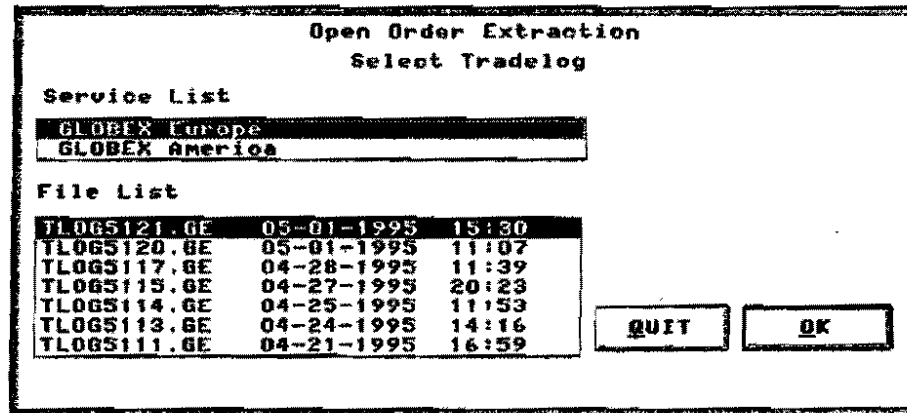 Open Order Extraction
Select Tradelog
Service List
GLOBEX Europe
GLOBEX America
File List
TLOG5121.GE 05-01-1995 15:30
TLOG5120.GE 05-01-1995 11:07
TLOG5117.GE 04-28-1995 11:39
TLOG5115.GE 04-27-1995 20:23
TLOG5114.GE 04-25-1995 11:53
TLOG5113.GE 04-24-1995 14:16
TLOG5111.GE 04-21-1995 16:59
QUIT OK